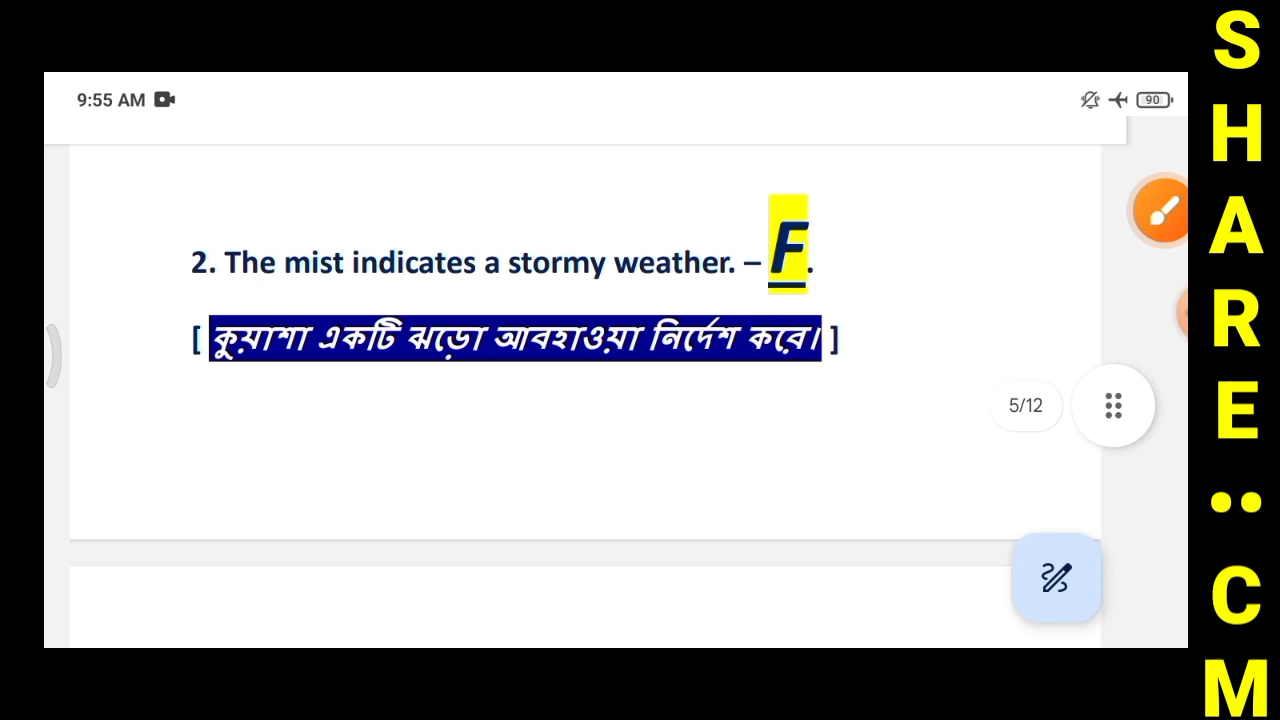 9:55 AM
90
2. The mist indicates a stormy weather. – F.
[ কুয়াশা একটি ঝড়ো আবহাওয়া নির্দেশ করে। ]
5/12
S
H
A
R
E
••
C
M